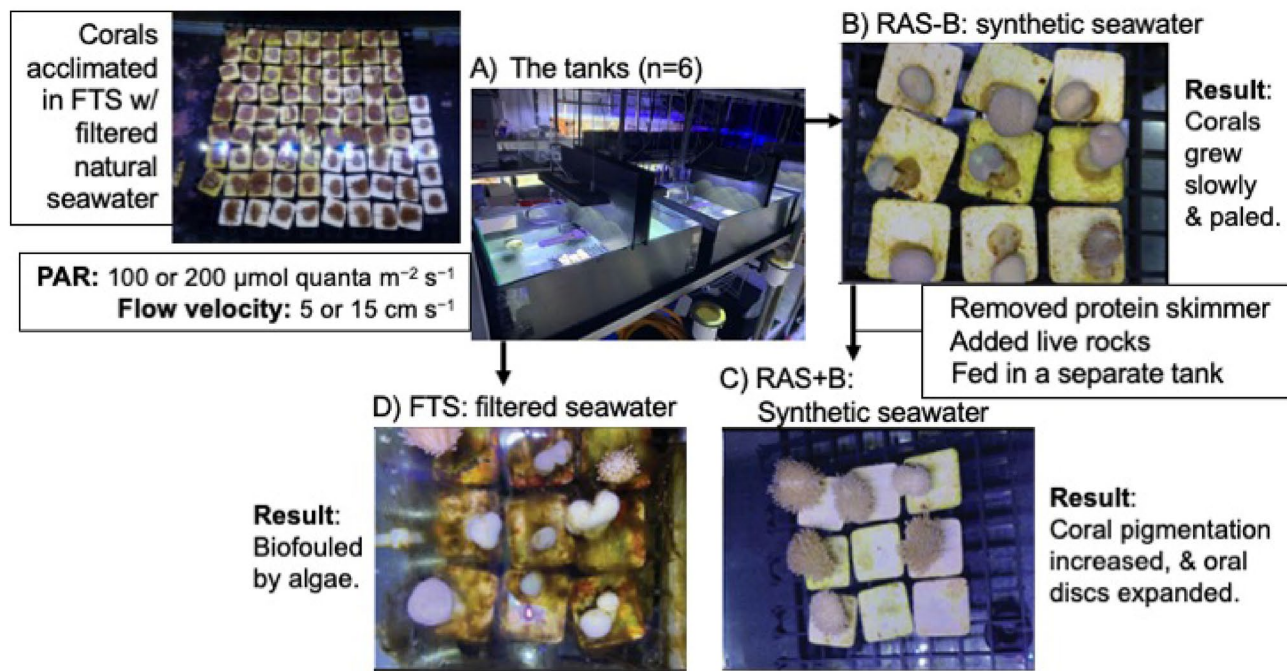 Corals
acclimated
in FTS w/
filtered
natural
seawater
PAR: 100 or 200 µmol quanta m⁻² s⁻¹
Flow velocity: 5 or 15 cm s⁻¹
A) The tanks (n=6)
B) RAS-B: synthetic seawater
Result:
Corals
grew
slowly
& paled.
Removed protein skimmer
Added live rocks
Fed in a separate tank
C) RAS+B:
Synthetic seawater
Result:
Coral pigmentation
increased, & oral
discs expanded.
D) FTS: filtered seawater
Result:
Biofouled
by algae.